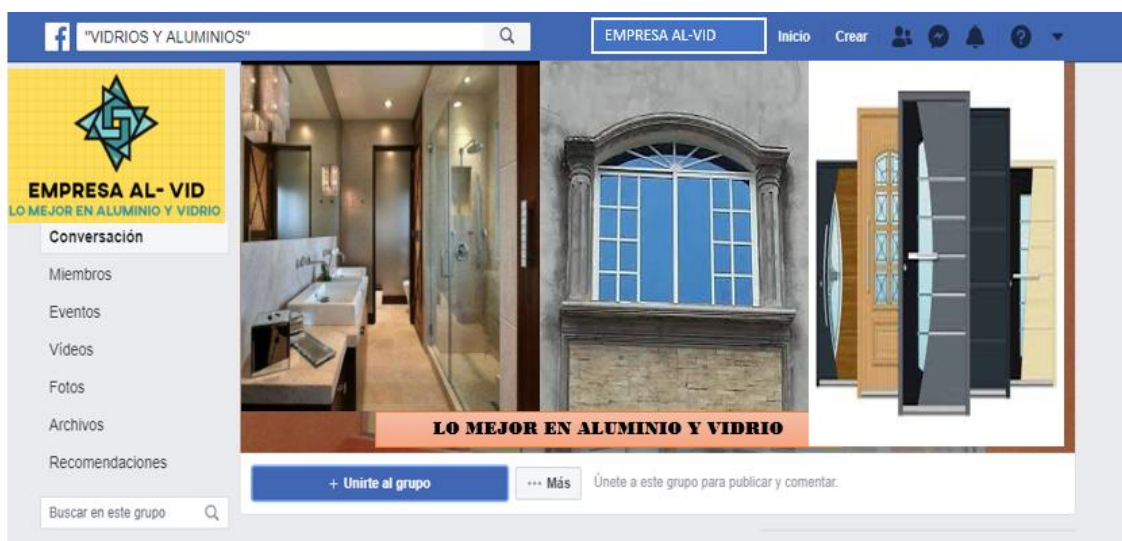 "VIDRIOS Y ALUMINIOS"
EMPRESA AL-VID
Inicio
Crear
EMPRESA AL- VID
LO MEJOR EN ALUMINIO Y VIDRIO
Conversación
Miembros
Eventos
Vídeos
Fotos
Archivos
Recomendaciones
Buscar en este grupo
LO MEJOR EN ALUMINIO Y VIDRIO
+ Unirte al grupo
··· Más
Únete a este grupo para publicar y comentar.